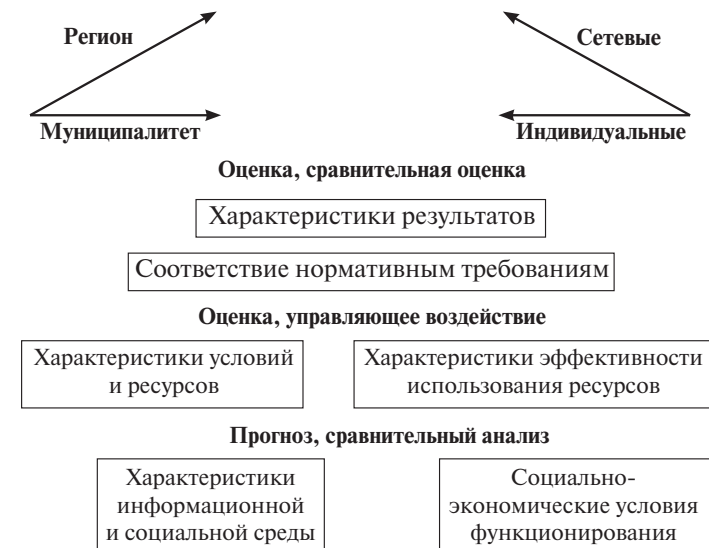 Регион
Сетевые
Муниципалитет
Индивидуальные
Оценка, сравнительная оценка
Характеристики результатов
Соответствие нормативным требованиям
Оценка, управляющее воздействие
Характеристики условий
и ресурсов
Характеристики эффективности
использования ресурсов
Прогноз, сравнительный анализ
Характеристики
информационной
и социальной среды
Социально-
экономические условия
функционирования